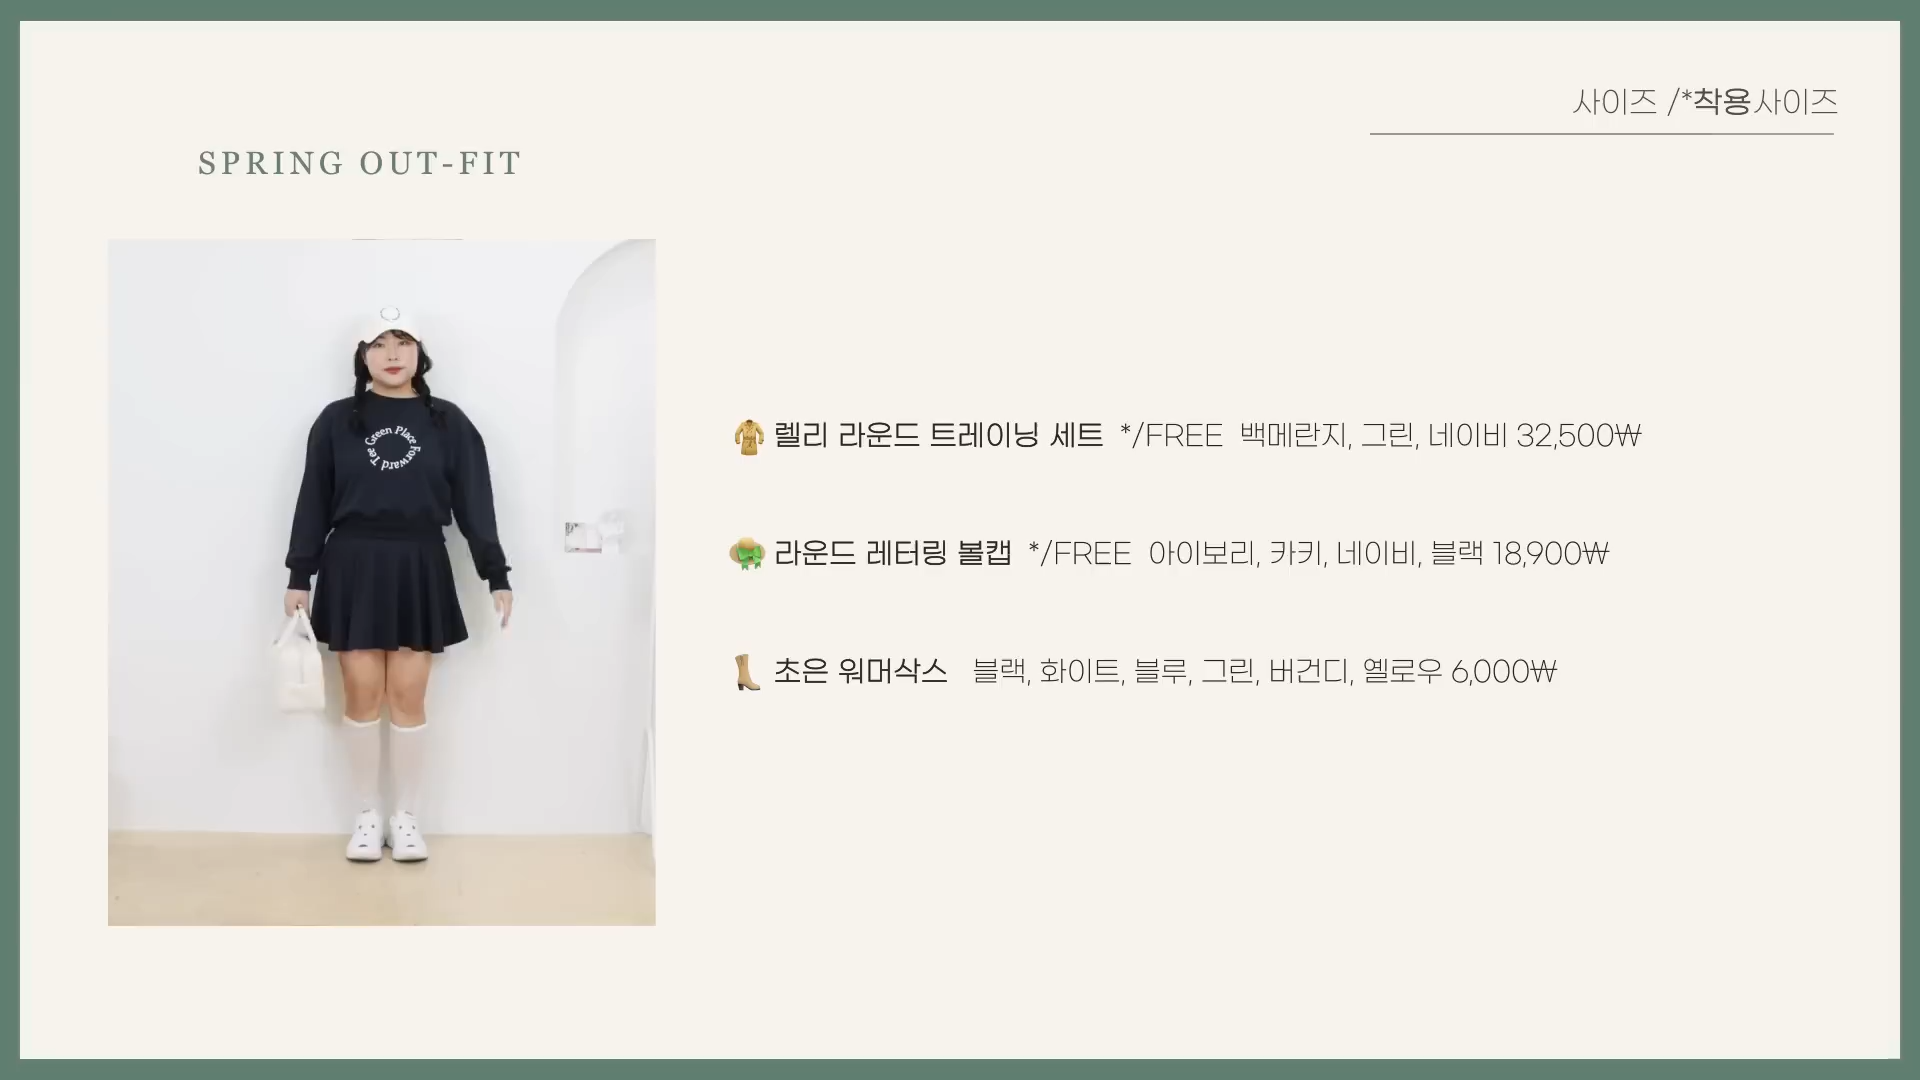 사이즈 /*착용사이즈
SPRING OUT-FIT
Green Place Forward Tee
렐리 라운드 트레이닝 세트 */FREE 백메란지, 그린, 네이비 32,500₩
라운드 레터링 볼캡 */FREE 아이보리, 카키, 네이비, 블랙 18,900₩
초은 워머삭스 블랙, 화이트, 블루, 그린, 버건디, 옐로우 6,000₩